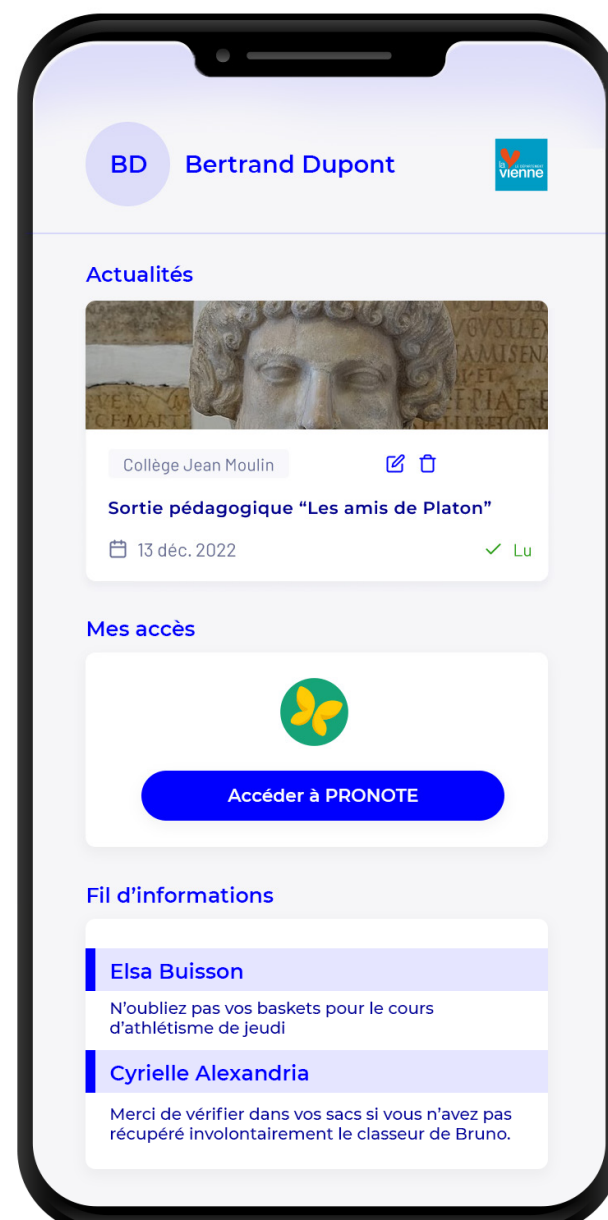 BD
Bertrand Dupont
la
vienne
Actualités
Collège Jean Moulin
Sortie pédagogique “Les amis de Platon”
13 déc. 2022
Lu
Mes accès
Accéder à PRONOTE
Fil d’informations
Elsa Buisson
N’oubliez pas vos baskets pour le cours
d’athlétisme de jeudi
Cyrielle Alexandria
Merci de vérifier dans vos sacs si vous n’avez pas
récupéré involontairement le classeur de Bruno.